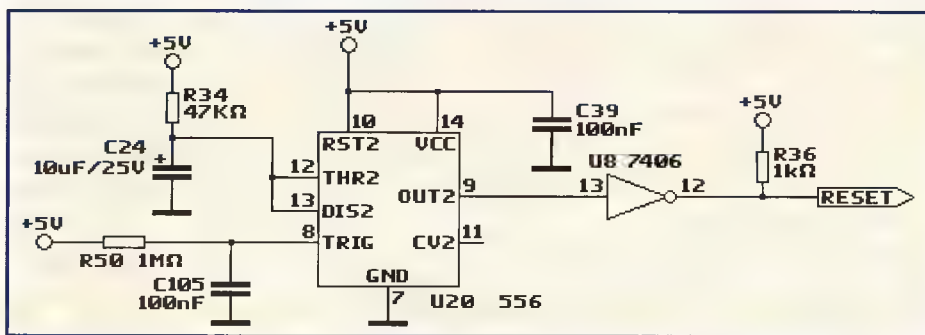 +5V
+5V
+5V
R34
47KΩ
C24
10uF/25V
+
10
14
RST2
VCC
12
THR2
13
DIS2
8
TRIG
OUT2
9
CV2
11
GND
7
U20 556
C39
100nF
U8 7406
13
12
+5V
R36
1kΩ
RESET
+5V
R50 1MΩ
C105
100nF